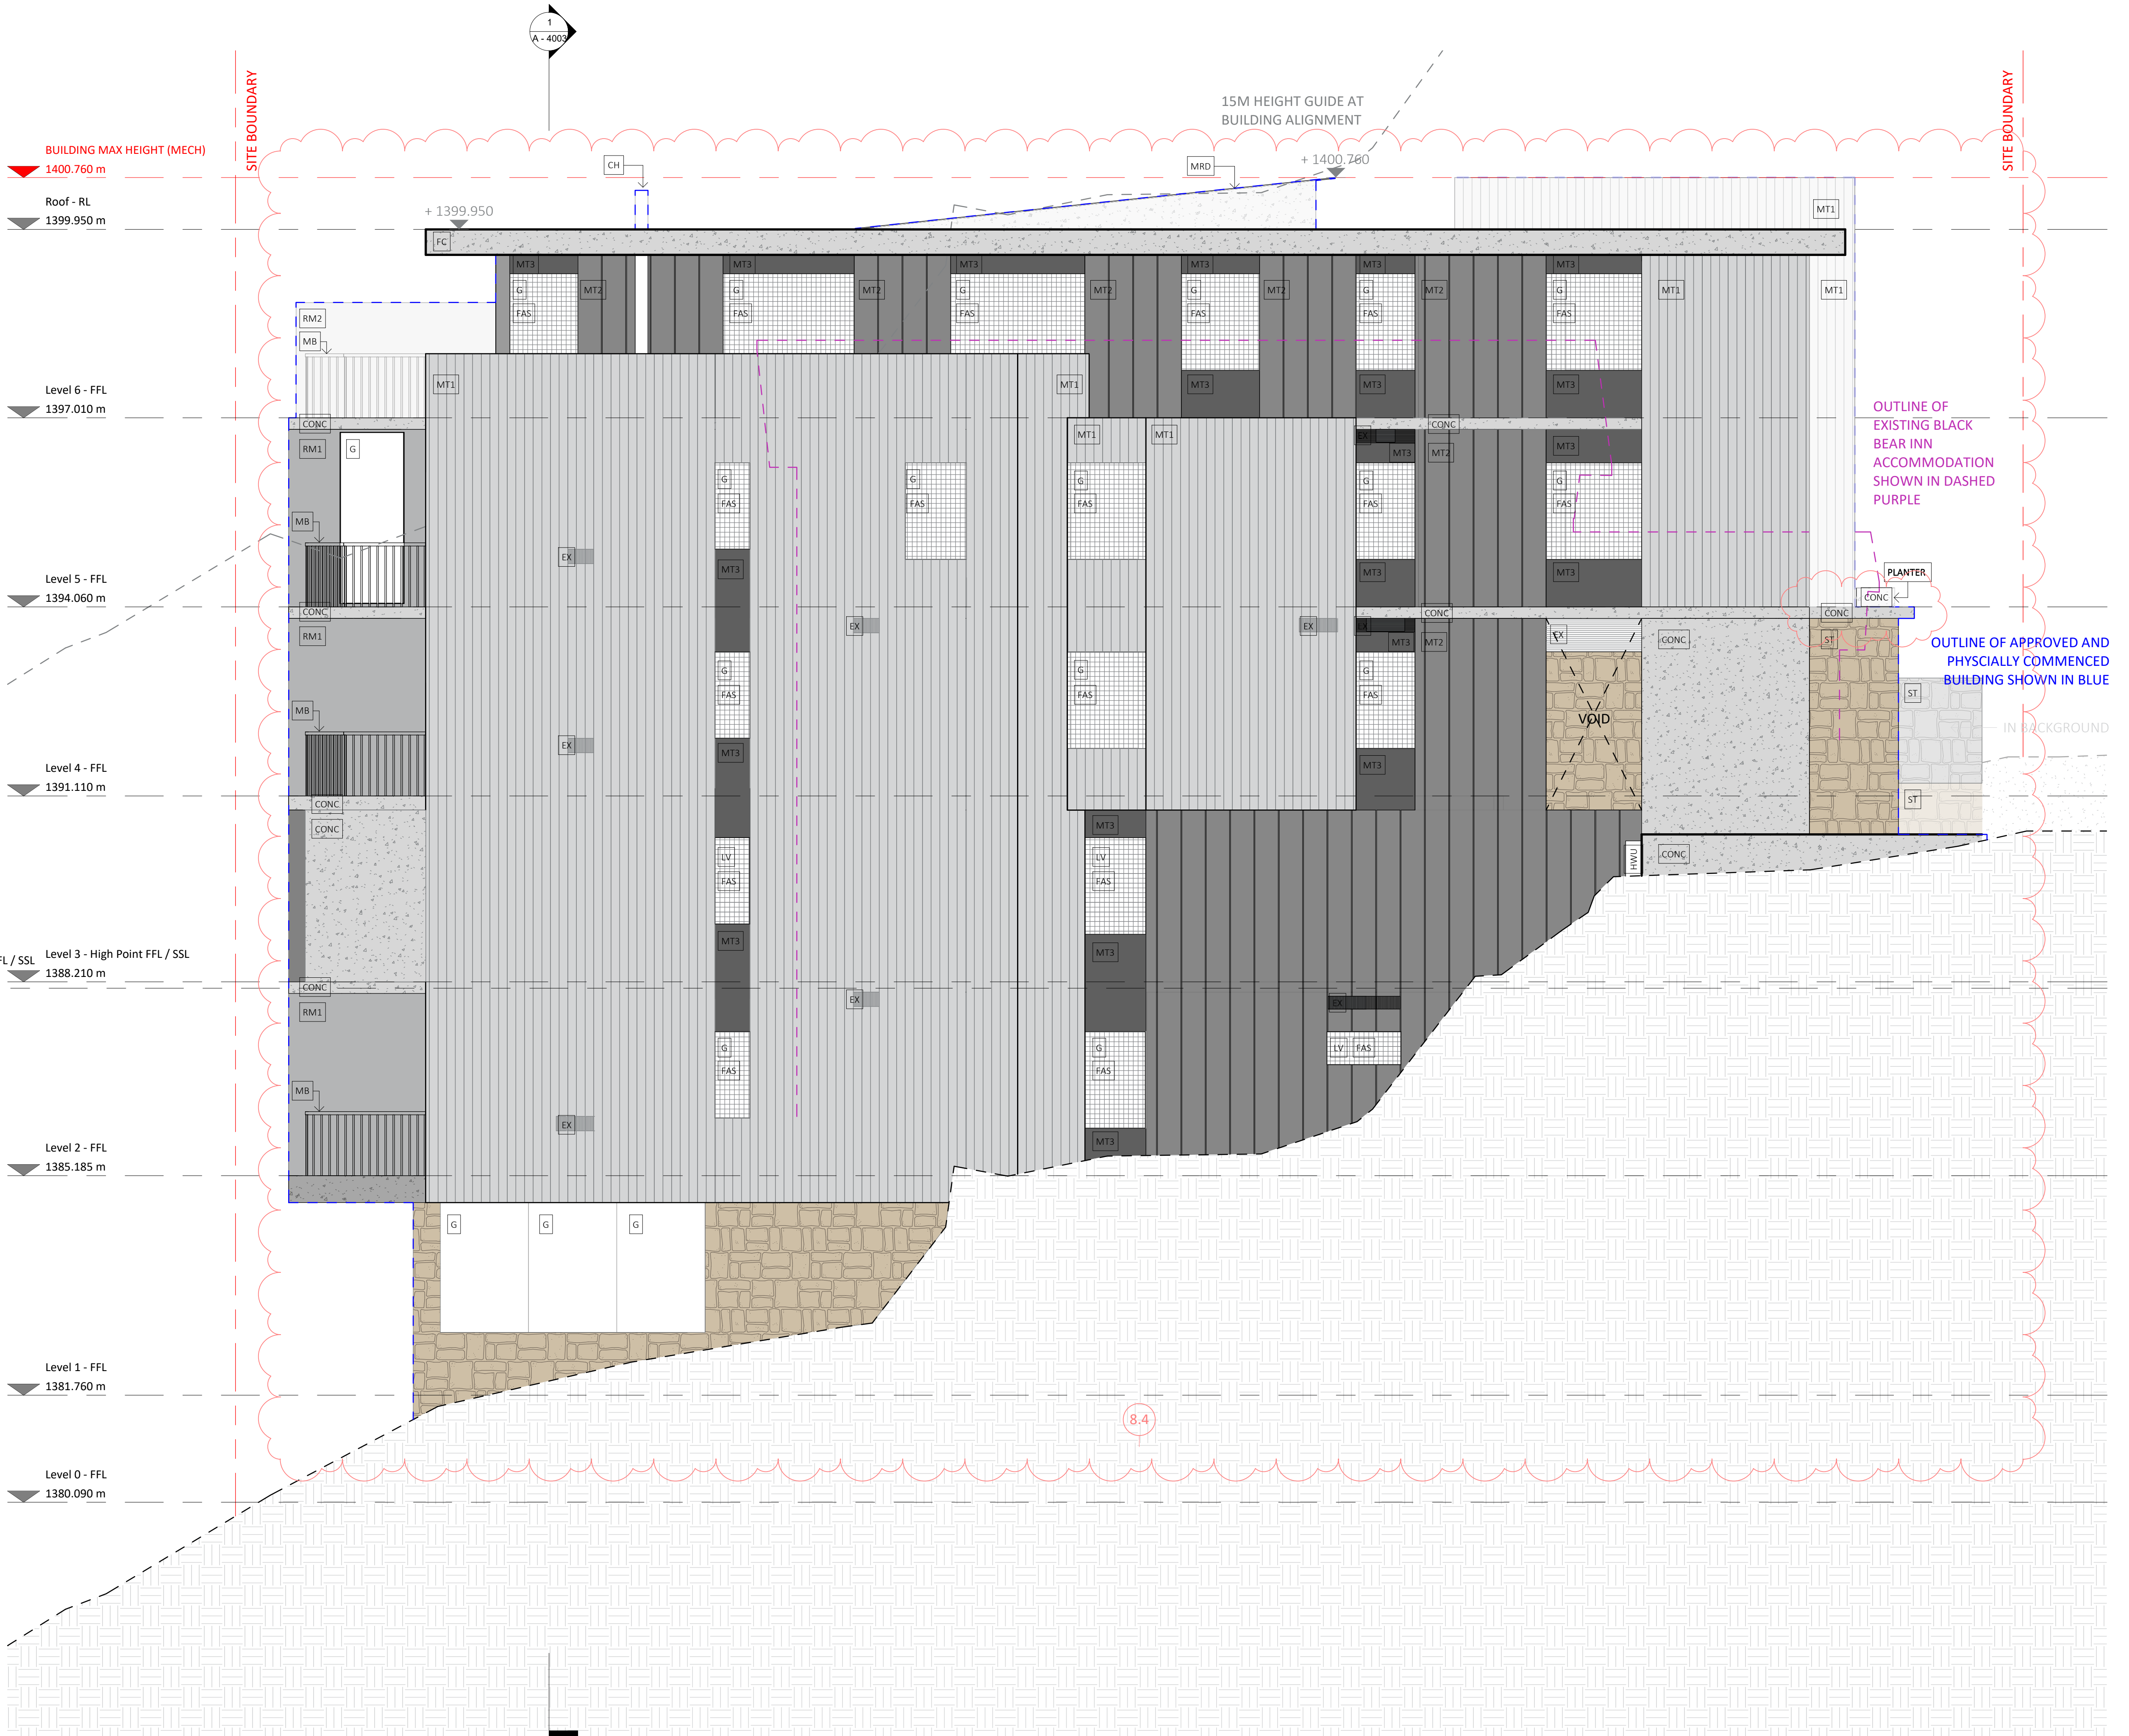 1
A - 4003
SITE BOUNDARY
SITE BOUNDARY
15M HEIGHT GUIDE AT
BUILDING ALIGNMENT
BUILDING MAX HEIGHT (MECH)
1400.760 m
CH
MRD
+ 1400.760
Roof - RL
1399.950 m
+ 1399.950
MT1
FC
MT3
MT3
MT3
MT3
MT3
MT3
G
MT2
G
MT2
G
MT2
G
MT2
G
MT2
G
MT1
MT1
FAS
FAS
FAS
FAS
FAS
FAS
RM2
MB
MT1
MT1
MT3
MT3
MT3
Level 6 - FFL
1397.010 m
OUTLINE OF
EXISTING BLACK
BEAR INN
ACCOMMODATION
SHOWN IN DASHED
PURPLE
CONC
CONC
MT1
MT1
EX
RM1
G
MT3
MT2
MT3
G
G
G
G
G
FAS
FAS
FAS
FAS
MB
EX
MT3
MT3
MT3
Level 5 - FFL
1394.060 m
PLANTER
CONC
CONC
CONC
CONC
RM1
EX
EX
EX
MT3
MT2
EX
CONC
ST
OUTLINE OF APPROVED AND
PHYSCIALLY COMMENCED
BUILDING SHOWN IN BLUE
G
G
G
FAS
FAS
FAS
ST
MB
VOID
IN BACKGROUND
EX
MT3
MT3
Level 4 - FFL
1391.110 m
CONC
ST
CONC
MT3
LV
LV
HWU
CONC
FAS
FAS
MT3
MT3
FL / SSL
Level 3 - High Point FFL / SSL
1388.210 m
CONC
EX
EX
RM1
G
G
LV
FAS
FAS
FAS
MB
EX
MT3
Level 2 - FFL
1385.185 m
G
G
G
Level 1 - FFL
1381.760 m
8.4
Level 0 - FFL
1380.090 m